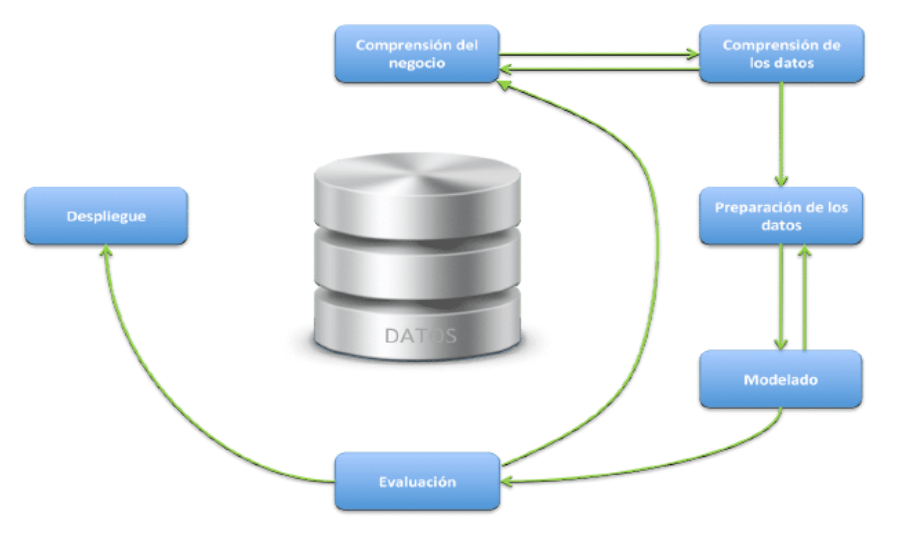 Comprensión del
negocio
Comprensión de
los datos
Despliegue
Preparación de los
datos
DATOS
Modelado
Evaluación